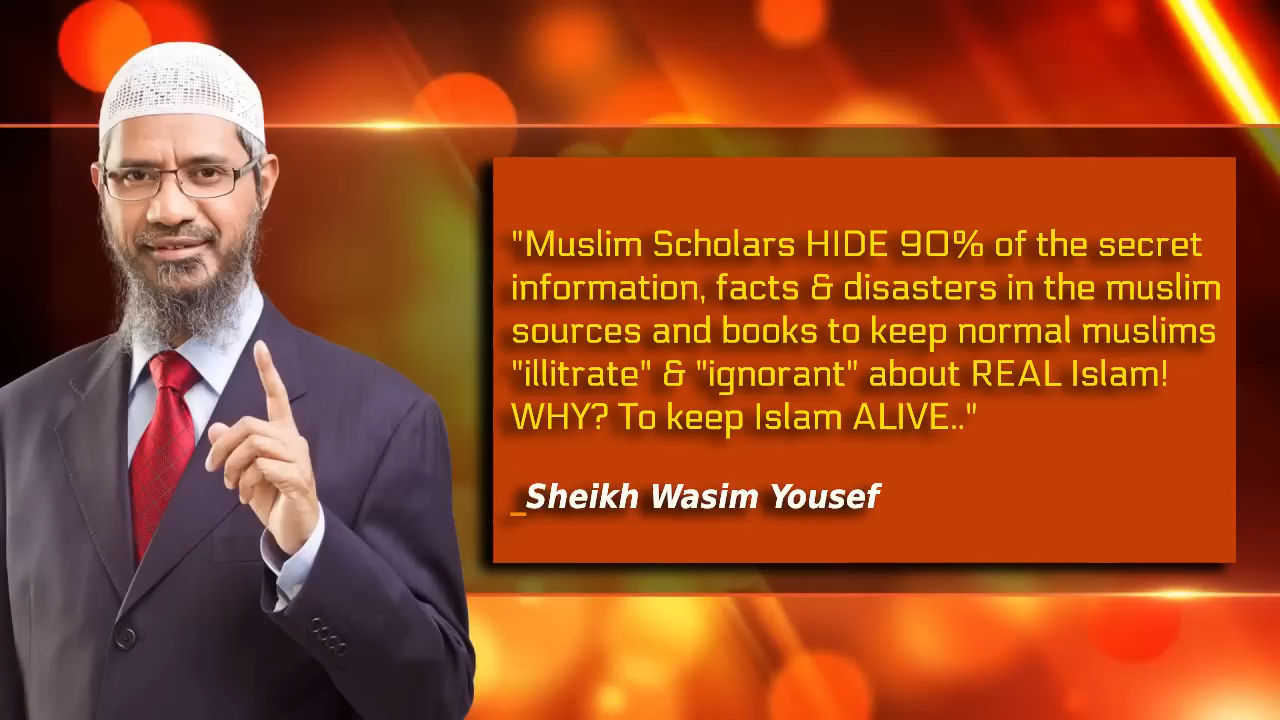 "Muslim Scholars HIDE 90% of the secret
information, facts & disasters in the muslim
sources and books to keep normal muslims
"illitrate" & "ignorant" about REAL Islam!
WHY? To keep Islam ALIVE.."
_Sheikh Wasim Yousef